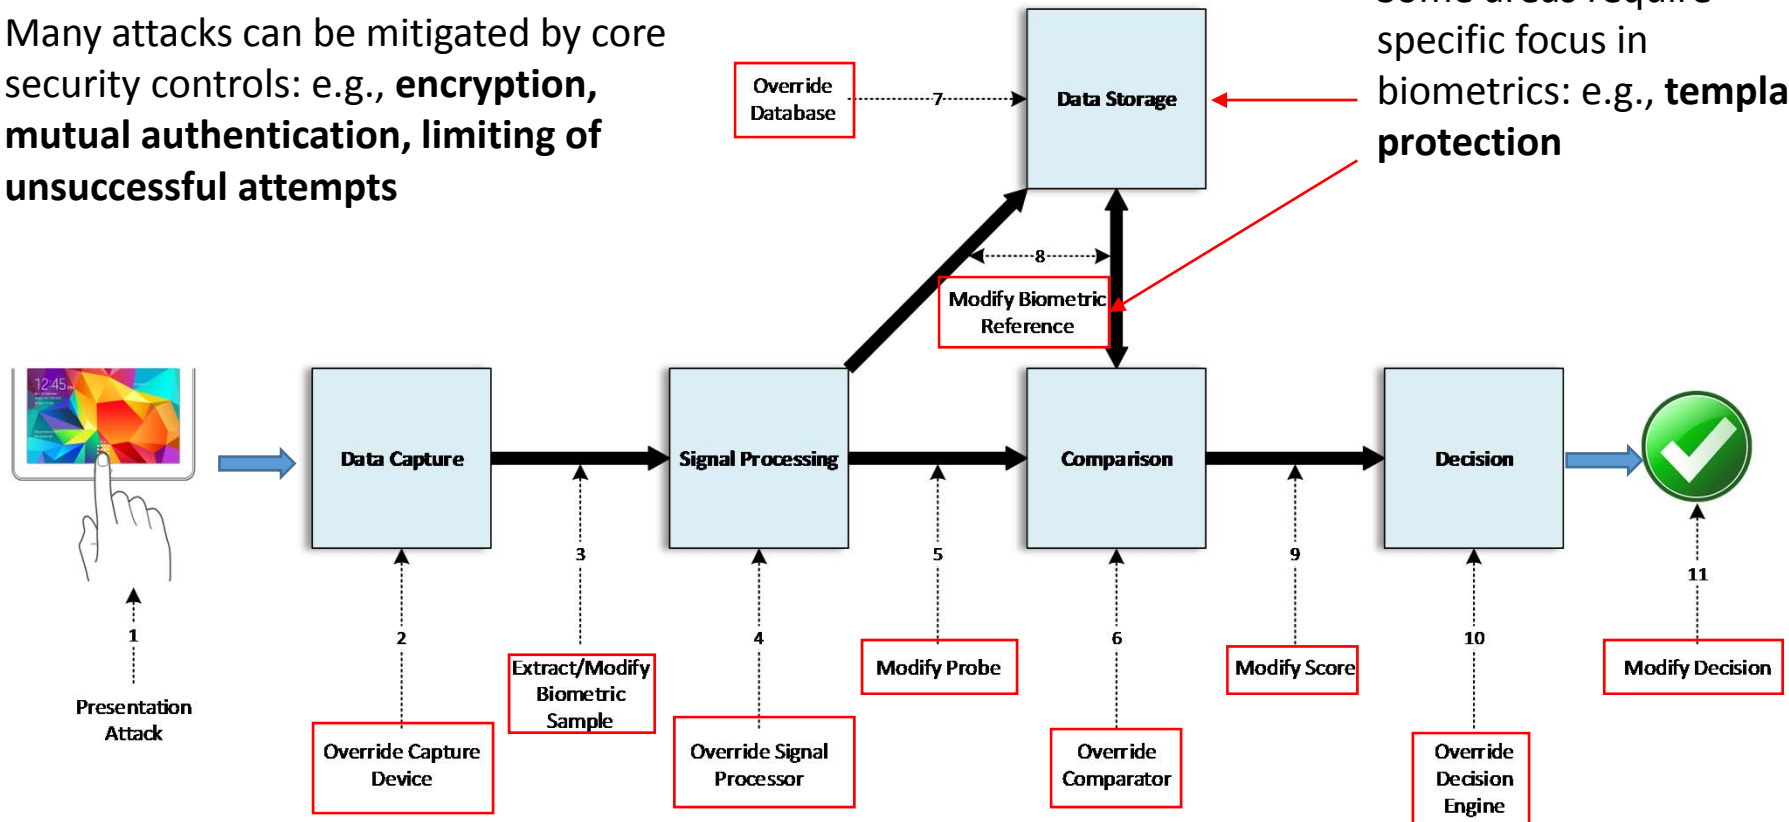 Many attacks can be mitigated by core
security controls: e.g., encryption,
mutual authentication, limiting of
unsuccessful attempts
Some areas require
specific focus in
biometrics: e.g., templa
protection
Override
Database
7
Data Storage
8
Modify Biometric
Reference
12:45
Data Capture
Signal Processing
Comparison
Decision
1
2
3
4
5
6
9
10
11
Presentation
Attack
Override Capture
Device
Extract/Modify
Biometric
Sample
Override Signal
Processor
Modify Probe
Override
Comparator
Modify Score
Override
Decision
Engine
Modify Decision